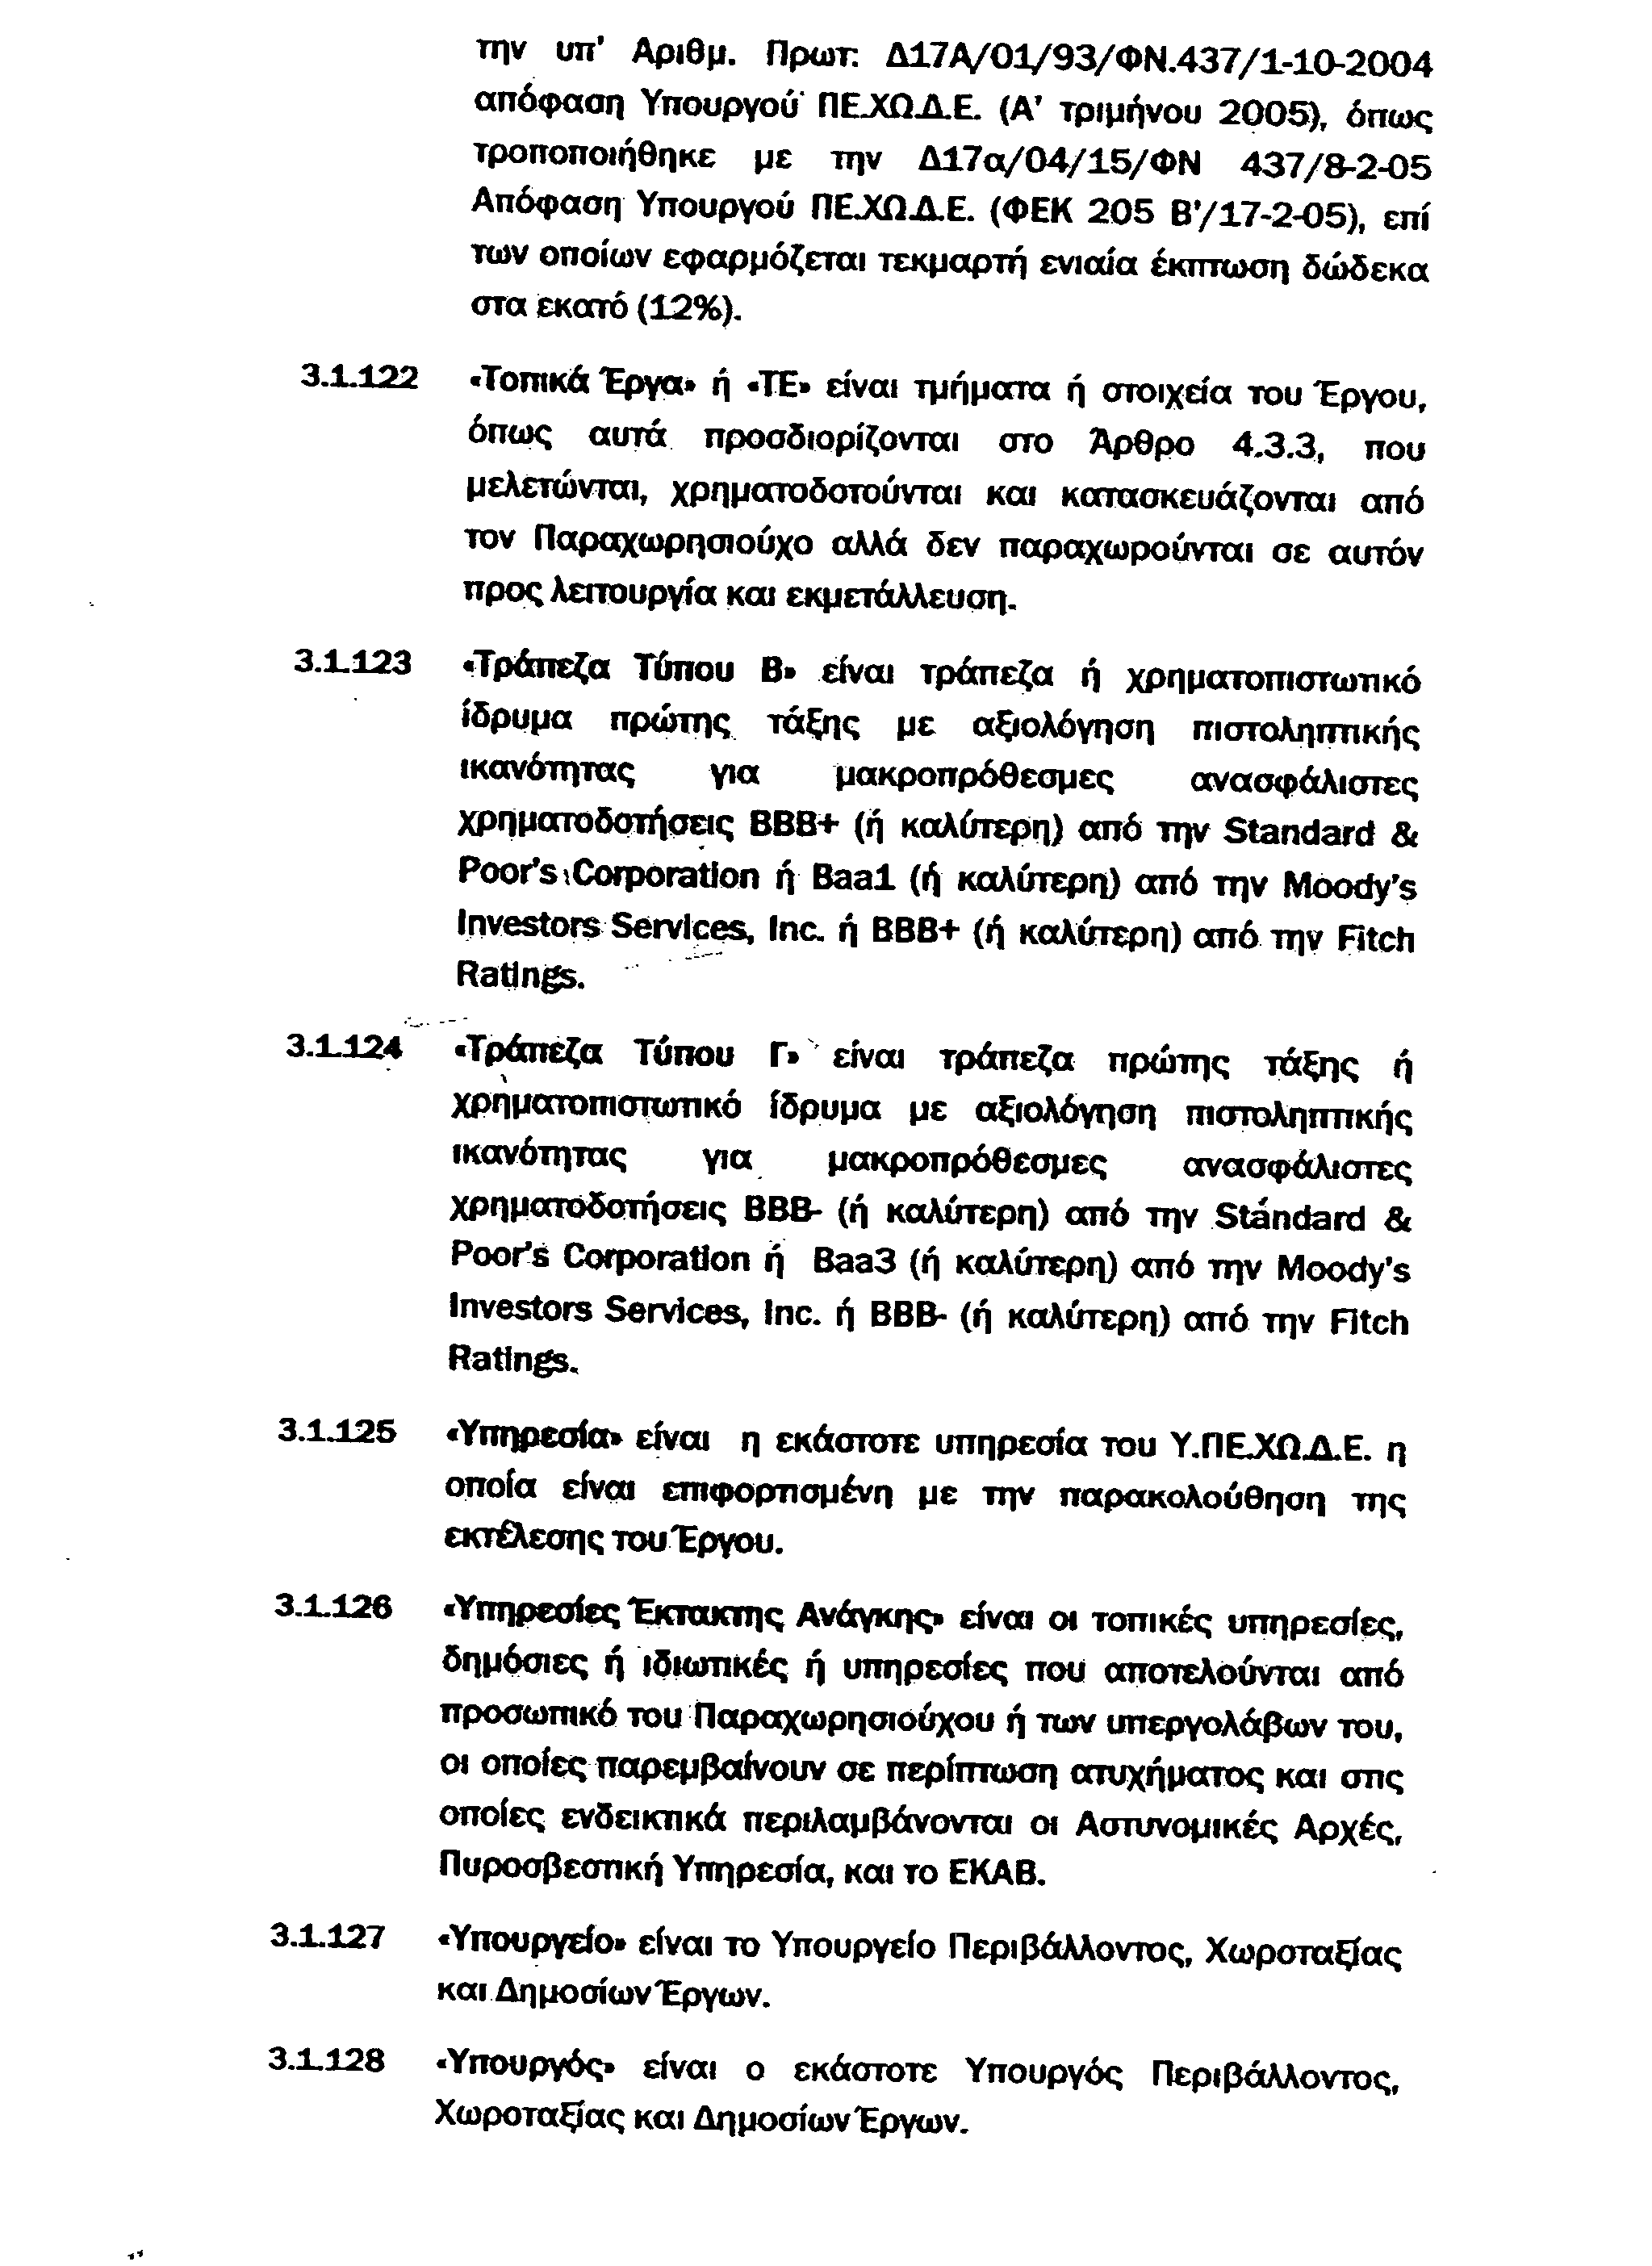 την υπ' Αριθμ. Πρωτ: Δ17Α/01/93/ΦΝ.437/1-10-2004
απόφαση Υπουργού ΠΕ.ΧΩ.Δ.Ε. (Α' τριμήνου 2005), όπως
τροποποιήθηκε με την Δ17α/04/15/ΦΝ 437/8-2-05
Απόφαση Υπουργού ΠΕ.ΧΩ.Δ.Ε. (ΦΕΚ 205 Β'/17-2-05), επί
των οποίων εφαρμόζεται τεκμαρτή ενιαία έκπτωση δώδεκα
στα εκατό (12%).
3.1.122 «Τοπικά Έργα» ή «ΤΕ» είναι τμήματα ή στοιχεία του Έργου,
όπως αυτά προσδιορίζονται στο Άρθρο 4.3.3, που
μελετώνται, χρηματοδοτούνται και κατασκευάζονται από
τον Παραχωρησιούχο αλλά δεν παραχωρούνται σε αυτόν
προς λειτουργία και εκμετάλλευση.
3.1.123 «Τράπεζα Τύπου Β» είναι τράπεζα ή χρηματοπιστωτικό
ίδρυμα πρώτης τάξης με αξιολόγηση πιστοληπτικής
ικανότητας για μακροπρόθεσμες ανασφάλιστες
χρηματοδοτήσεις BBB+ (ή καλύτερη) από την Standard &
Poor's Corporation ή Baa1 (ή καλύτερη) από την Moody's
Investors Services, Inc. ή BBB+ (ή καλύτερη) από την Fitch
Ratings.
3.1.124 «Τράπεζα Τύπου Γ» είναι τράπεζα πρώτης τάξης ή
χρηματοπιστωτικό ίδρυμα με αξιολόγηση πιστοληπτικής
ικανότητας για μακροπρόθεσμες ανασφάλιστες
χρηματοδοτήσεις BBB- (ή καλύτερη) από την Standard &
Poor's Corporation ή Baa3 (ή καλύτερη) από την Moody's
Investors Services, Inc. ή BBB- (ή καλύτερη) από την Fitch
Ratings.
3.1.125 «Υπηρεσία» είναι η εκάστοτε υπηρεσία του Υ.ΠΕ.ΧΩ.Δ.Ε. η
οποία είναι επιφορτισμένη με την παρακολούθηση της
εκτέλεσης του Έργου.
3.1.126 «Υπηρεσίες Έκτακτης Ανάγκης» είναι οι τοπικές υπηρεσίες,
δημόσιες ή ιδιωτικές ή υπηρεσίες που αποτελούνται από
προσωπικό του Παραχωρησιούχου ή των υπεργολάβων του,
οι οποίες παρεμβαίνουν σε περίπτωση ατυχήματος και στις
οποίες ενδεικτικά περιλαμβάνονται οι Αστυνομικές Αρχές,
Πυροσβεστική Υπηρεσία, και το ΕΚΑΒ.
3.1.127 «Υπουργείο» είναι το Υπουργείο Περιβάλλοντος, Χωροταξίας
και Δημοσίων Έργων.
3.1.128 «Υπουργός» είναι ο εκάστοτε Υπουργός Περιβάλλοντος,
Χωροταξίας και Δημοσίων Έργων.